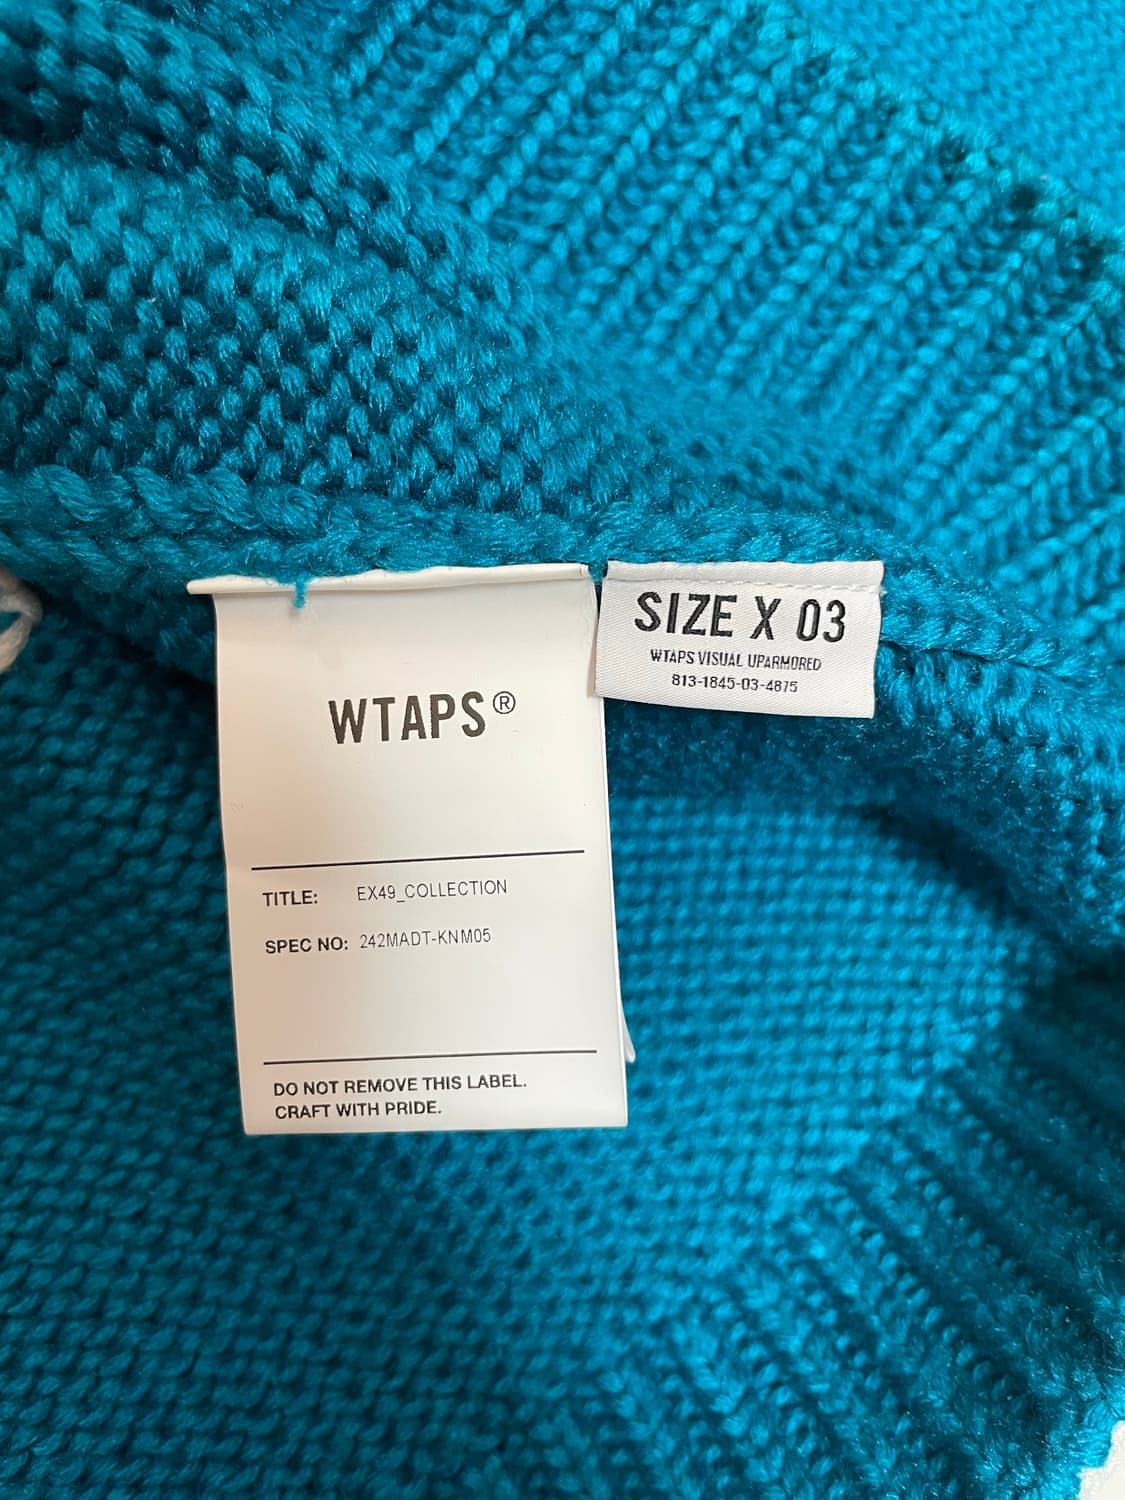 WTAPS®
TITLE: EX49_COLLECTION
SPEC NO: 242MADT-KNM05
DO NOT REMOVE THIS LABEL.
CRAFT WITH PRIDE.
SIZE X 03
WTAPS VISUAL UPARMORED
813-1845-03-4875